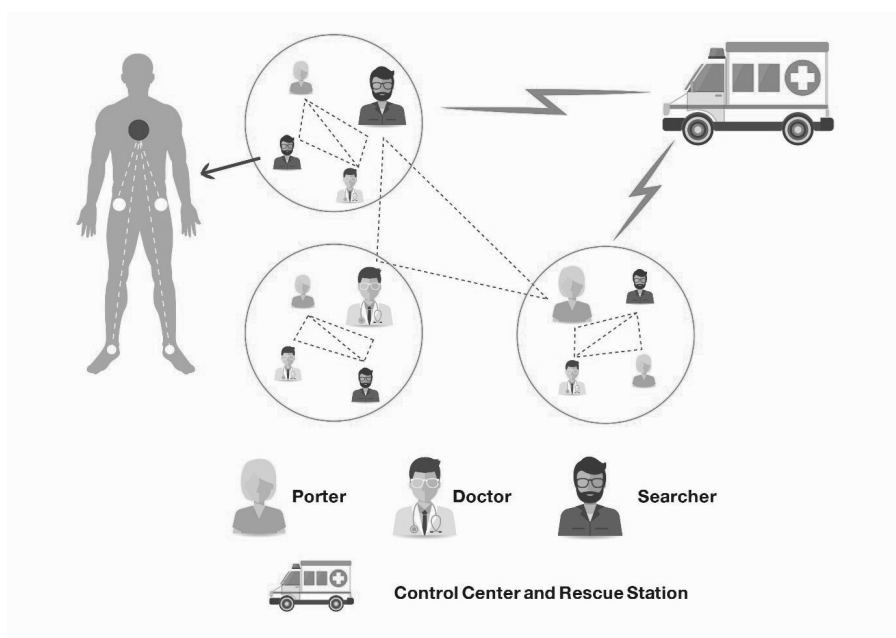 Porter
Doctor
Searcher
Control Center and Rescue Station